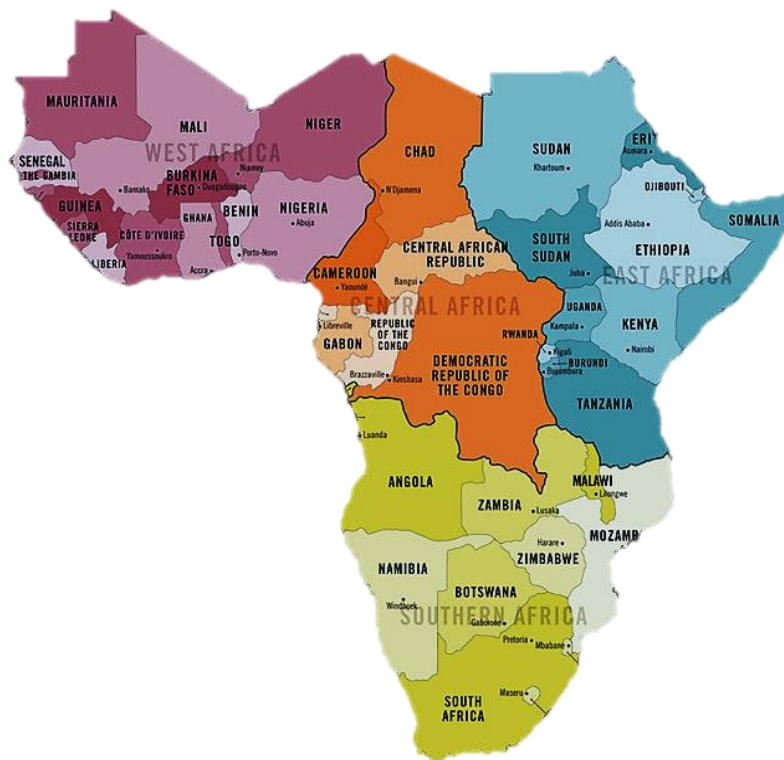 MAURITANIA
MALI
NIGER
WEST AFRICA
SENEGAL
THE GAMBIA
Bamako
BURKINA
FASO
Ouagadougou
Niamey
GUINEA
SIERRA
LEONE
LIBERIA
CÔTE D'IVOIRE
Yamoussoukro
GHANA
Accra
TOGO
BENIN
Porto-Novo
NIGERIA
Abuja
CHAD
N'Djamena
CENTRAL AFRICAN
REPUBLIC
Bangui
CAMEROON
Yaoundé
CENTRAL AFRICA
Libreville
GABON
REPUBLIC
OF THE
CONGO
Brazzaville
Kinshasa
DEMOCRATIC
REPUBLIC OF
THE CONGO
SUDAN
Khartoum
ERIT
Asmara
DJIBOUTI
SOMALIA
Addis Ababa
ETHIOPIA
SOUTH
SUDAN
Juba
EAST AFRICA
UGANDA
Kampala
KENYA
Nairobi
RWANDA
Kigali
BURUNDI
Bujumbura
TANZANIA
Luanda
ANGOLA
ZAMBIA
Lusaka
MALAWI
Lilongwe
MOZAMB
Harare
ZIMBABWE
NAMIBIA
Windhoek
BOTSWANA
Gaborone
SOUTHERN AFRICA
Pretoria
Mbabane
Maseru
SOUTH
AFRICA